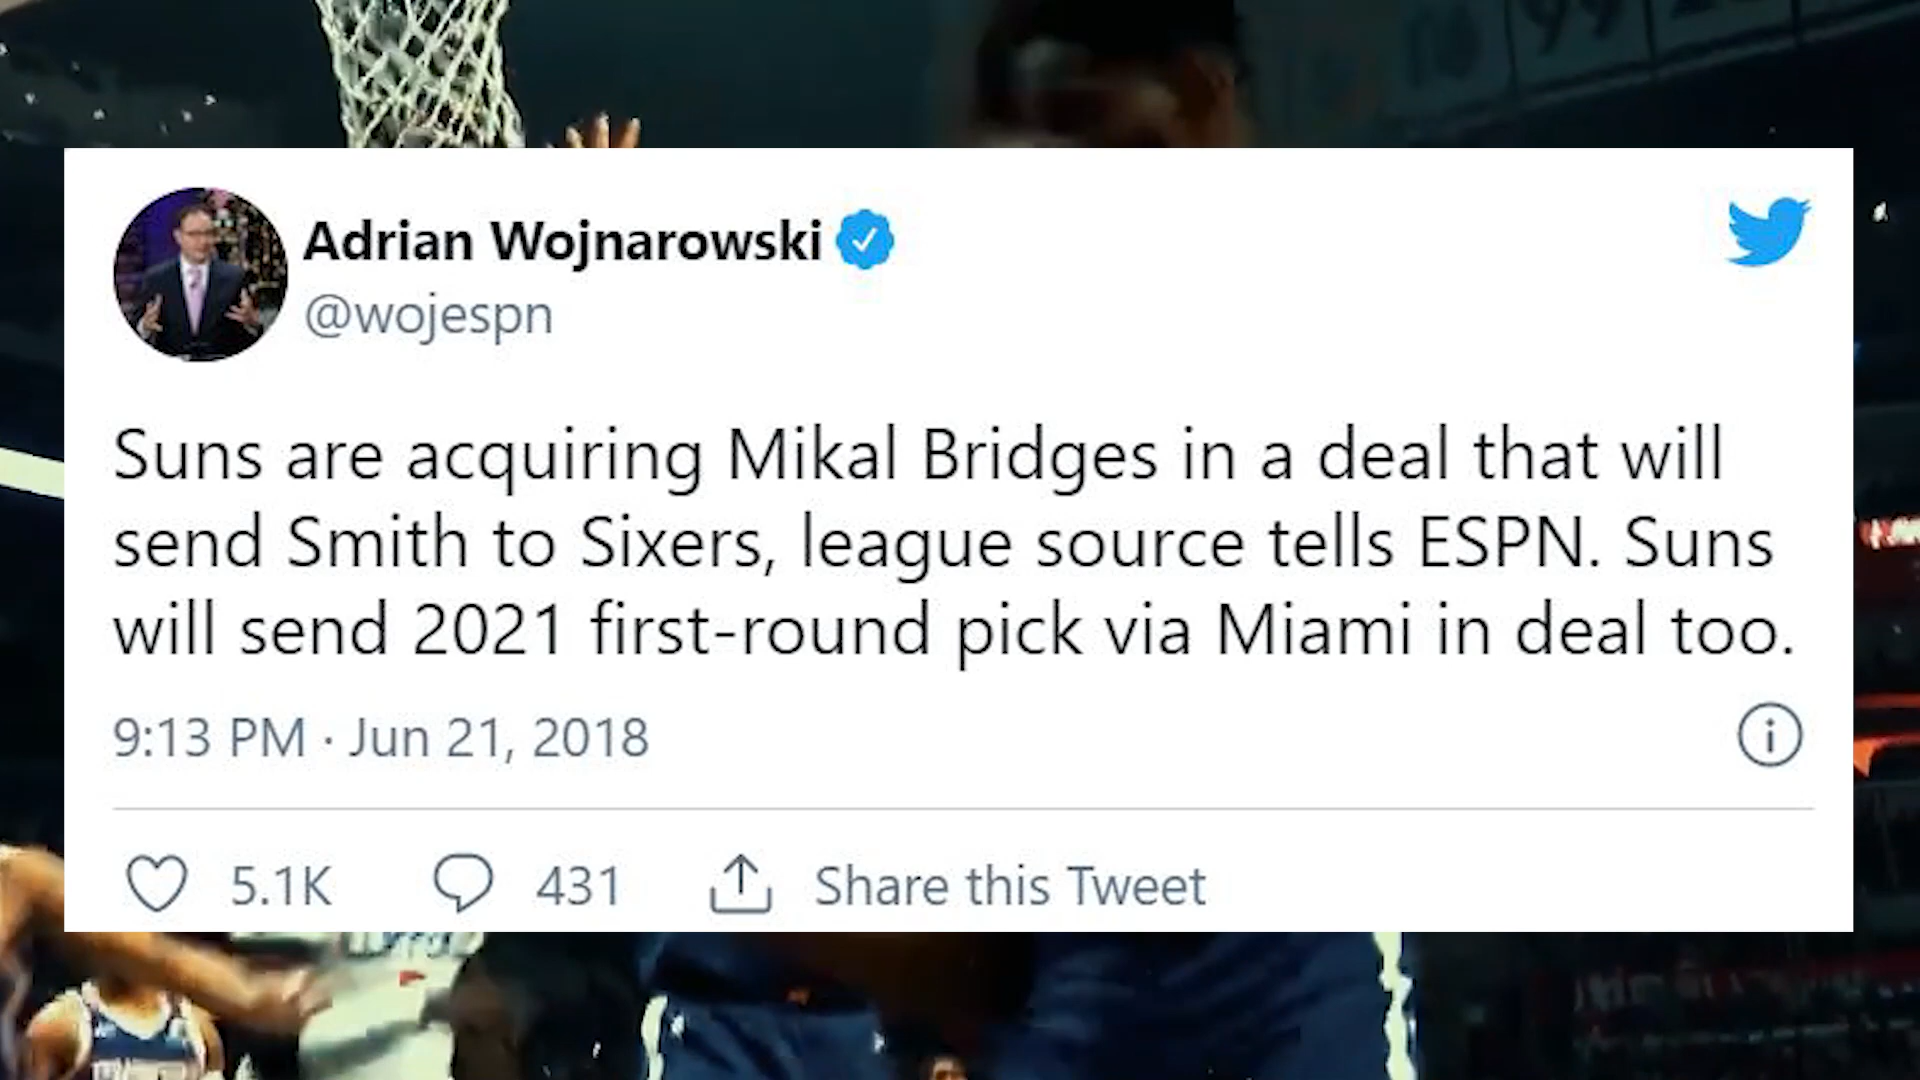 Adrian Wojnarowski
@wojespn
Suns are acquiring Mikal Bridges in a deal that will
send Smith to Sixers, league source tells ESPN. Suns
will send 2021 first-round pick via Miami in deal too.
9:13 PM · Jun 21, 2018
5.1K 431 Share this Tweet
99